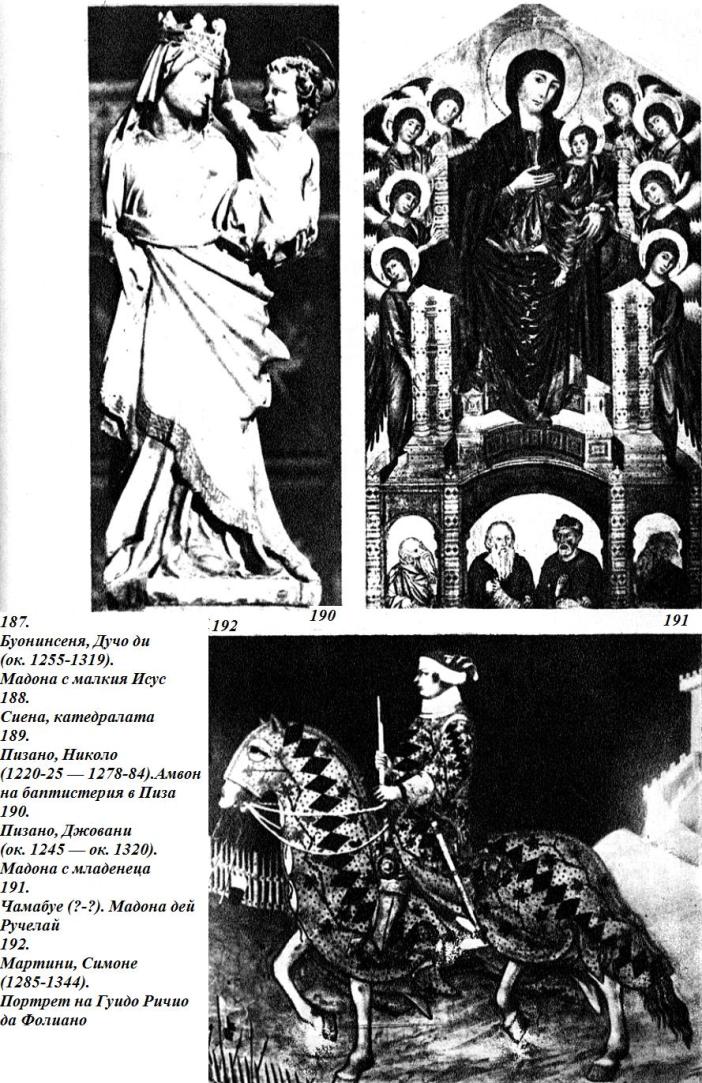 190
191
192
187.
Буонинсеня, Дучо ди
(ок. 1255-1319).
Мадона с малкия Исус
188.
Сиена, катедралата
189.
Пизано, Николо
(1220-25 — 1278-84).Амвон
на баптистерия в Пиза
190.
Пизано, Джовани
(ок. 1245 — ок. 1320).
Мадона с младенеца
191.
Чамабуе (?-?). Мадона дей
Ручелай
192.
Мартини, Симоне
(1285-1344).
Портрет на Гуидо Ричио
да Фолиано